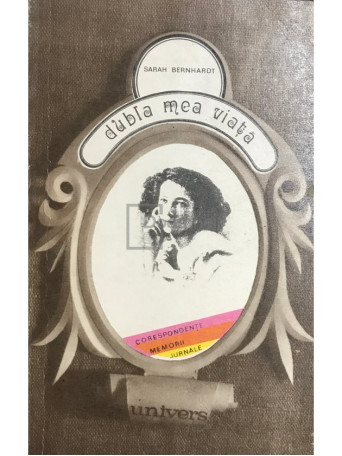 SARAH BERNHARDT
dubla mea viață
CORESPONDENȚE
MEMORII
JURNALE
univers